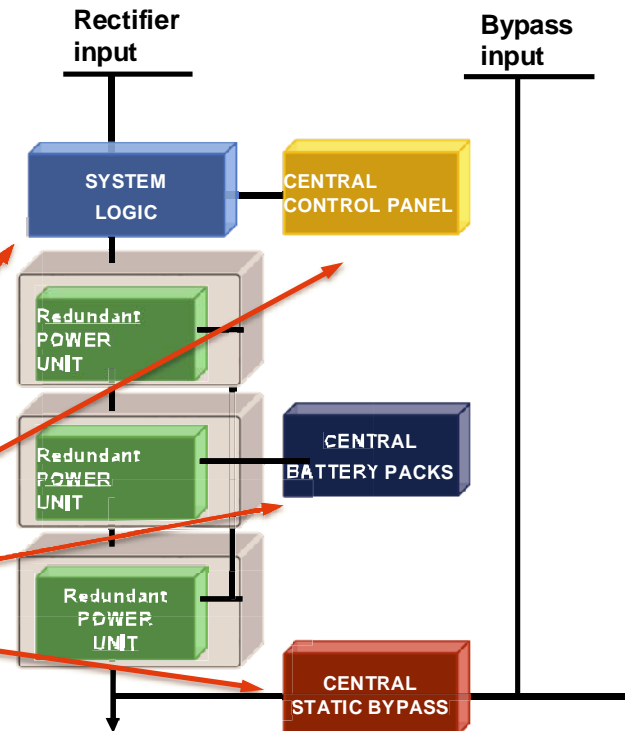 Rectifier
input
Bypass
input
SYSTEM
LOGIC
CENTRAL
CONTROL PANEL
Redundant
POWER
UNIT
Redundant
POWER
UNIT
CENTRAL
BATTERY PACKS
Redundant
POWER
UNIT
CENTRAL
STATIC BYPASS